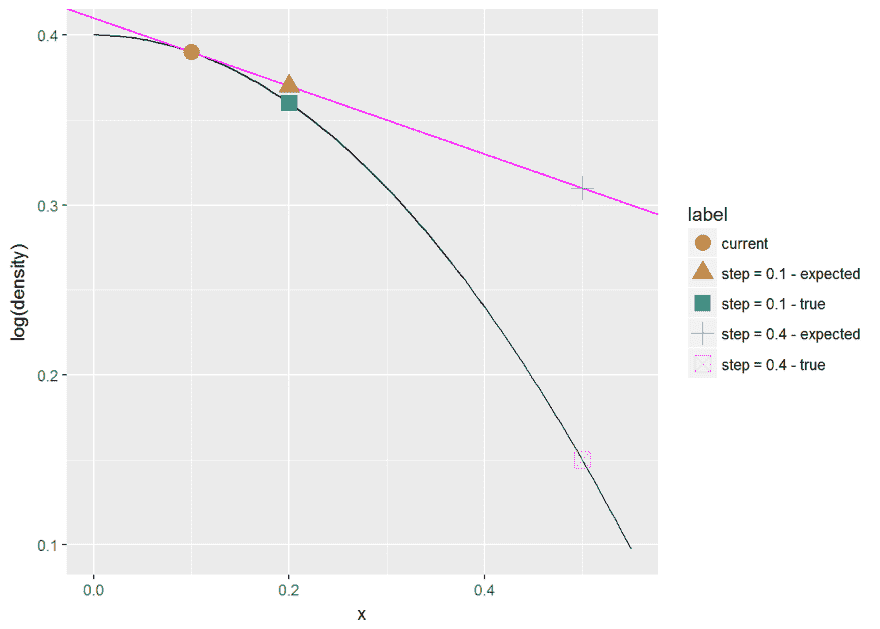 0.4
0.3
0.2
0.1
log(density)
0.0
0.2
0.4
x
label
current
step = 0.1 - expected
step = 0.1 - true
step = 0.4 - expected
step = 0.4 - true